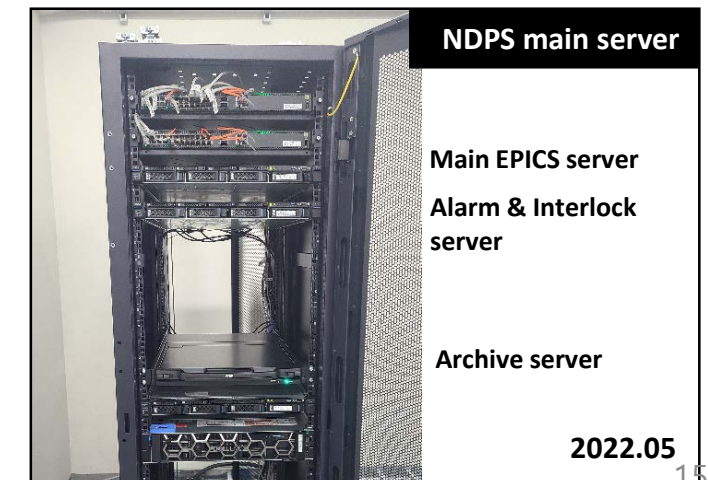 NDPS main server
Main EPICS server
Alarm & Interlock
server
Archive server
2022.05
15